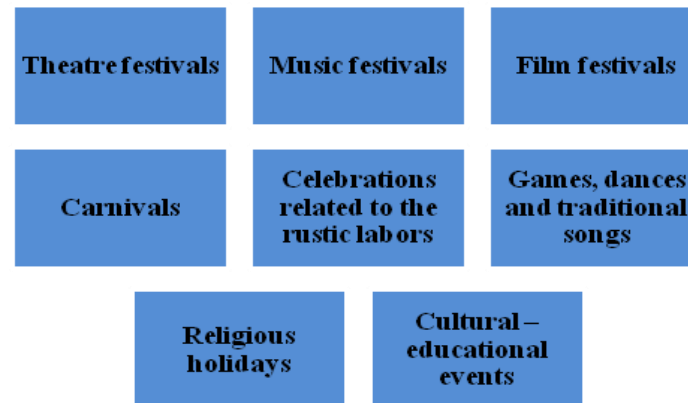 Theatre festivals
Music festivals
Film festivals
Carnivals
Celebrations
related to the
rustic labors
Games, dances
and traditional
songs
Religious
holidays
Cultural –
educational
events